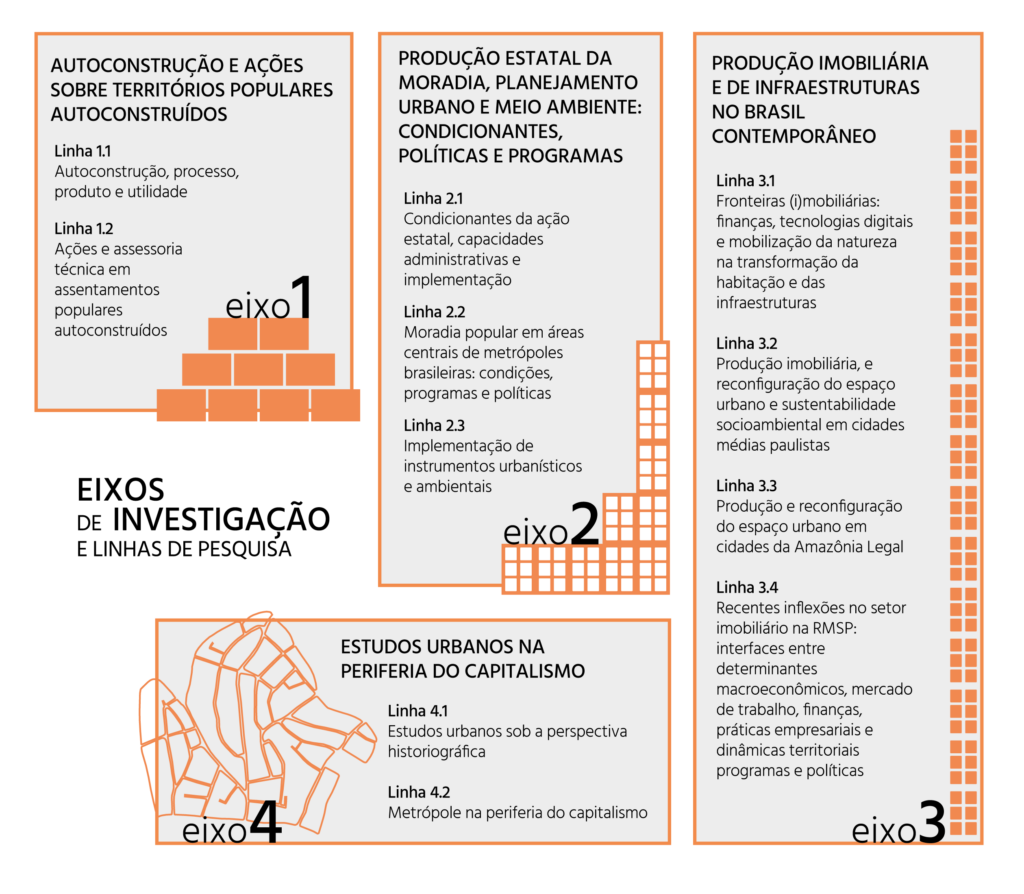 AUTOCONSTRUÇÃO E AÇÕES
SOBRE TERRITÓRIOS POPULARES
AUTOCONSTRUÍDOS
Linha 1.1
Autoconstrução, processo,
produto e utilidade
Linha 1.2
Ações e assessoria
técnica em
assentamentos
populares
autoconstruídos
eixo1
PRODUÇÃO ESTATAL DA
MORADIA, PLANEJAMENTO
URBANO E MEIO AMBIENTE:
CONDICIONANTES,
POLÍTICAS E PROGRAMAS
Linha 2.1
Condicionantes da ação
estatal, capacidades
administrativas e
implementação
Linha 2.2
Moradia popular em áreas
centrais de metrópoles
brasileiras: condições,
programas e políticas
Linha 2.3
Implementação de
instrumentos urbanísticos
e ambientais
eixo2
PRODUÇÃO IMOBILIÁRIA
E DE INFRAESTRUTURAS
NO BRASIL
CONTEMPORÂNEO
Linha 3.1
Fronteiras (i)mobiliárias:
finanças, tecnologias digitais
e mobilização da natureza
na transformação da
habitação e das
infraestruturas
Linha 3.2
Produção imobiliária, e
reconfiguração do espaço
urbano e sustentabilidade
socioambiental em cidades
médias paulistas
Linha 3.3
Produção e reconfiguração
do espaço urbano em
cidades da Amazônia Legal
Linha 3.4
Recentes inflexões no setor
imobiliário na RMSP:
interfaces entre
determinantes
macroeconômicos, mercado
de trabalho, finanças,
práticas empresariais e
dinâmicas territoriais
programas e políticas
eixo3
EIXOS
DE INVESTIGAÇÃO
E LINHAS DE PESQUISA
ESTUDOS URBANOS NA
PERIFERIA DO CAPITALISMO
Linha 4.1
Estudos urbanos sob a perspectiva
historiográfica
Linha 4.2
Metrópole na periferia do capitalismo
eixo4